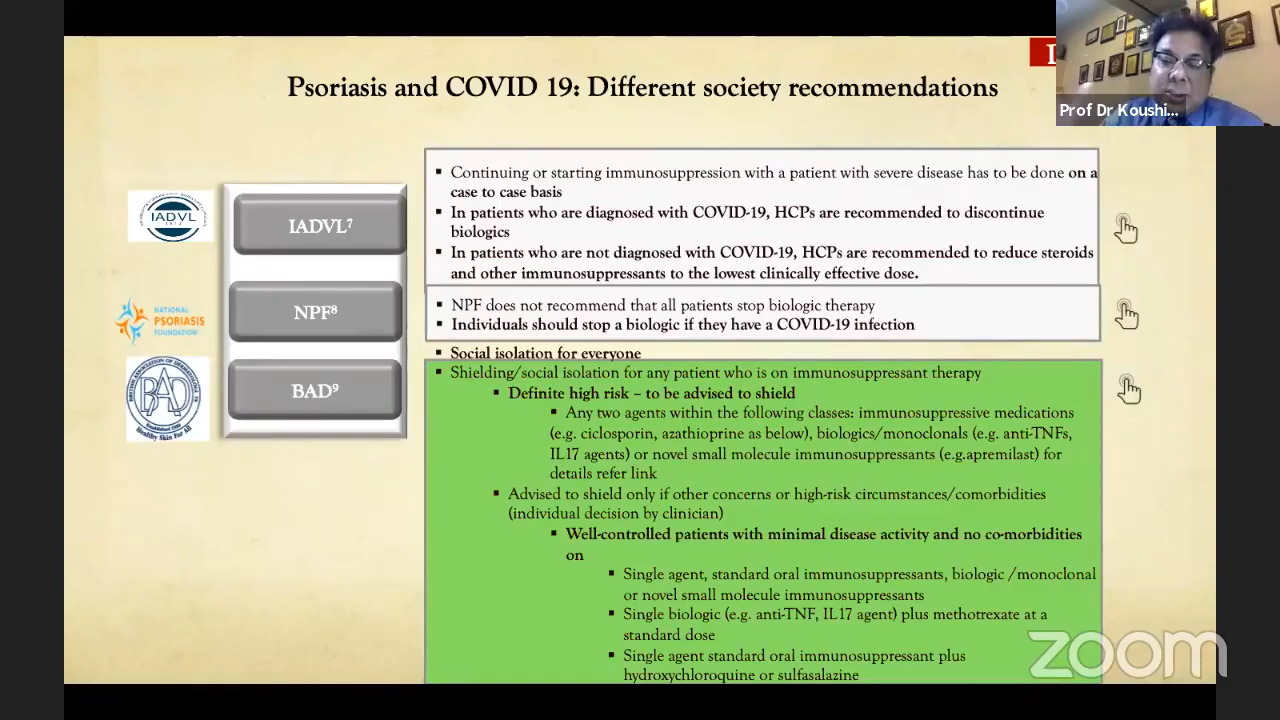 Psoriasis and COVID 19: Different society recommendations
Prof Dr Koushi...
IADVL
IADVL⁷
▪ Continuing or starting immunosuppression with a patient with severe disease has to be done on a
case to case basis
▪ In patients who are diagnosed with COVID-19, HCPs are recommended to discontinue
biologics
▪ In patients who are not diagnosed with COVID-19, HCPs are recommended to reduce steroids
and other immunosuppressants to the lowest clinically effective dose.
NATIONAL
PSORIASIS
FOUNDATION
NPF⁸
▪ NPF does not recommend that all patients stop biologic therapy
▪ Individuals should stop a biologic if they have a COVID-19 infection
BAD
Healthy Skin For All
BAD⁹
▪ Social isolation for everyone
▪ Shielding/social isolation for any patient who is on immunosuppressant therapy
▪ Definite high risk – to be advised to shield
▪ Any two agents within the following classes: immunosuppressive medications
(e.g. ciclosporin, azathioprine as below), biologics/monoclonals (e.g. anti-TNFs,
IL17 agents) or novel small molecule immunosuppressants (e.g.apremilast) for
details refer link
▪ Advised to shield only if other concerns or high-risk circumstances/comorbidities
(individual decision by clinician)
▪ Well-controlled patients with minimal disease activity and no co-morbidities
on
▪ Single agent, standard oral immunosuppressants, biologic /monoclonal
or novel small molecule immunosuppressants
▪ Single biologic (e.g. anti-TNF, IL17 agent) plus methotrexate at a
standard dose
▪ Single agent standard oral immunosuppressant plus
hydroxychloroquine or sulfasalazine
zoom